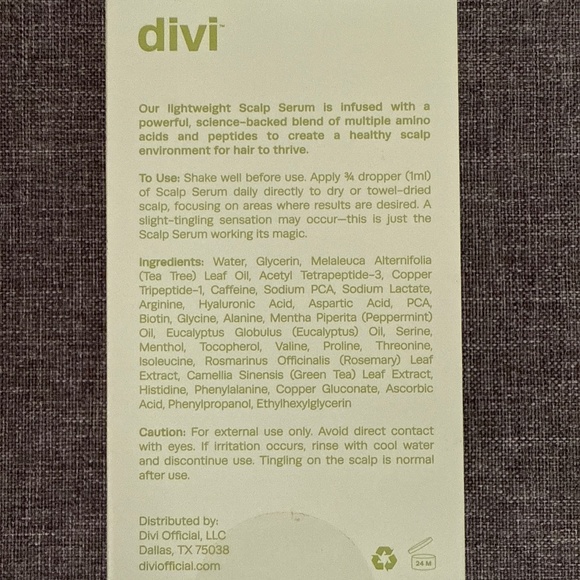 divi™
Our lightweight Scalp Serum is infused with a
powerful, science-backed blend of multiple amino
acids and peptides to create a healthy scalp
environment for hair to thrive.
To Use: Shake well before use. Apply ¾ dropper (1ml)
of Scalp Serum daily directly to dry or towel-dried
scalp, focusing on areas where results are desired. A
slight-tingling sensation may occur—this is just the
Scalp Serum working its magic.
Ingredients: Water, Glycerin, Melaleuca Alternifolia
(Tea Tree) Leaf Oil, Acetyl Tetrapeptide-3, Copper
Tripeptide-1, Caffeine, Sodium PCA, Sodium Lactate,
Arginine, Hyaluronic Acid, Aspartic Acid, PCA,
Biotin, Glycine, Alanine, Mentha Piperita (Peppermint)
Oil, Eucalyptus Globulus (Eucalyptus) Oil, Serine,
Menthol, Tocopherol, Valine, Proline, Threonine,
Isoleucine, Rosmarinus Officinalis (Rosemary) Leaf
Extract, Camellia Sinensis (Green Tea) Leaf Extract,
Histidine, Phenylalanine, Copper Gluconate, Ascorbic
Acid, Phenylpropanol, Ethylhexylglycerin
Caution: For external use only. Avoid direct contact
with eyes. If irritation occurs, rinse with cool water
and discontinue use. Tingling on the scalp is normal
after use.
Distributed by:
Divi Official, LLC
Dallas, TX 75038
diviofficial.com
24 M